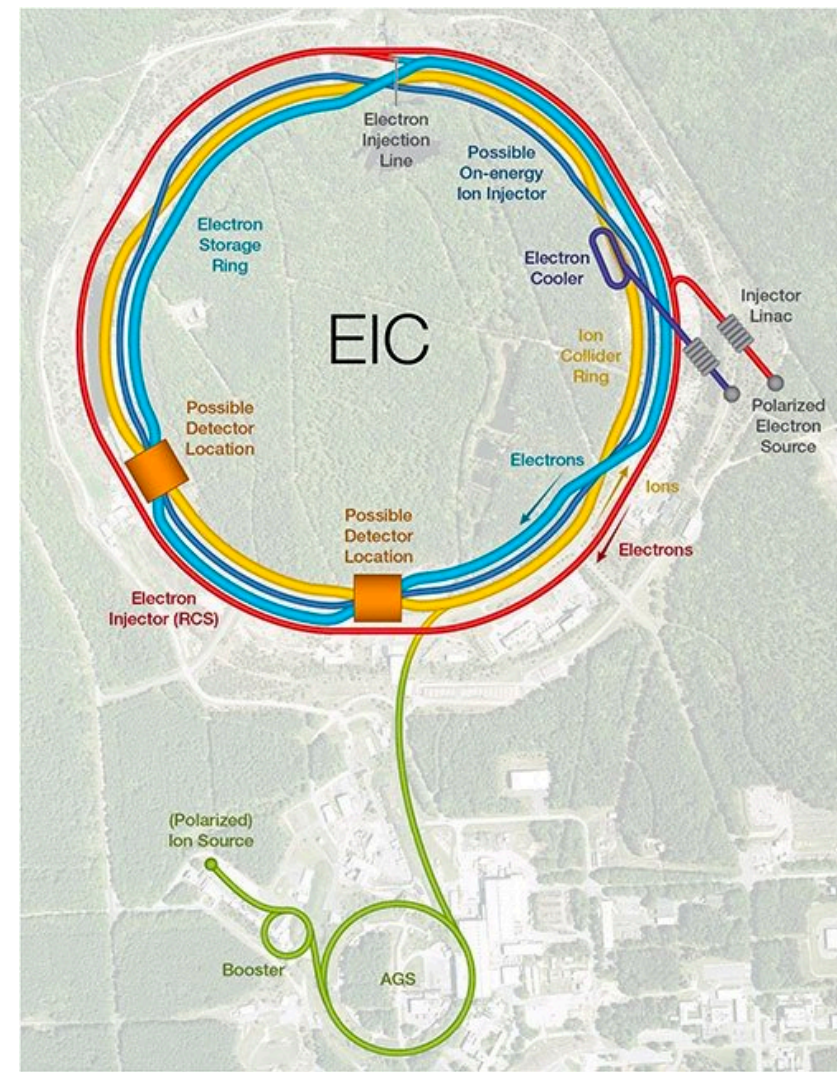 Electron
Injection
Line
Possible
On-energy
Ion Injector
Electron
Storage
Ring
Electron
Cooler
Injector
Linac
EIC
Ion
Collider
Ring
Polarized
Electron
Source
Possible
Detector
Location
Electrons
Ions
Possible
Detector
Location
Electrons
Electron
Injector (RCS)
(Polarized)
Ion Source
Booster
AGS